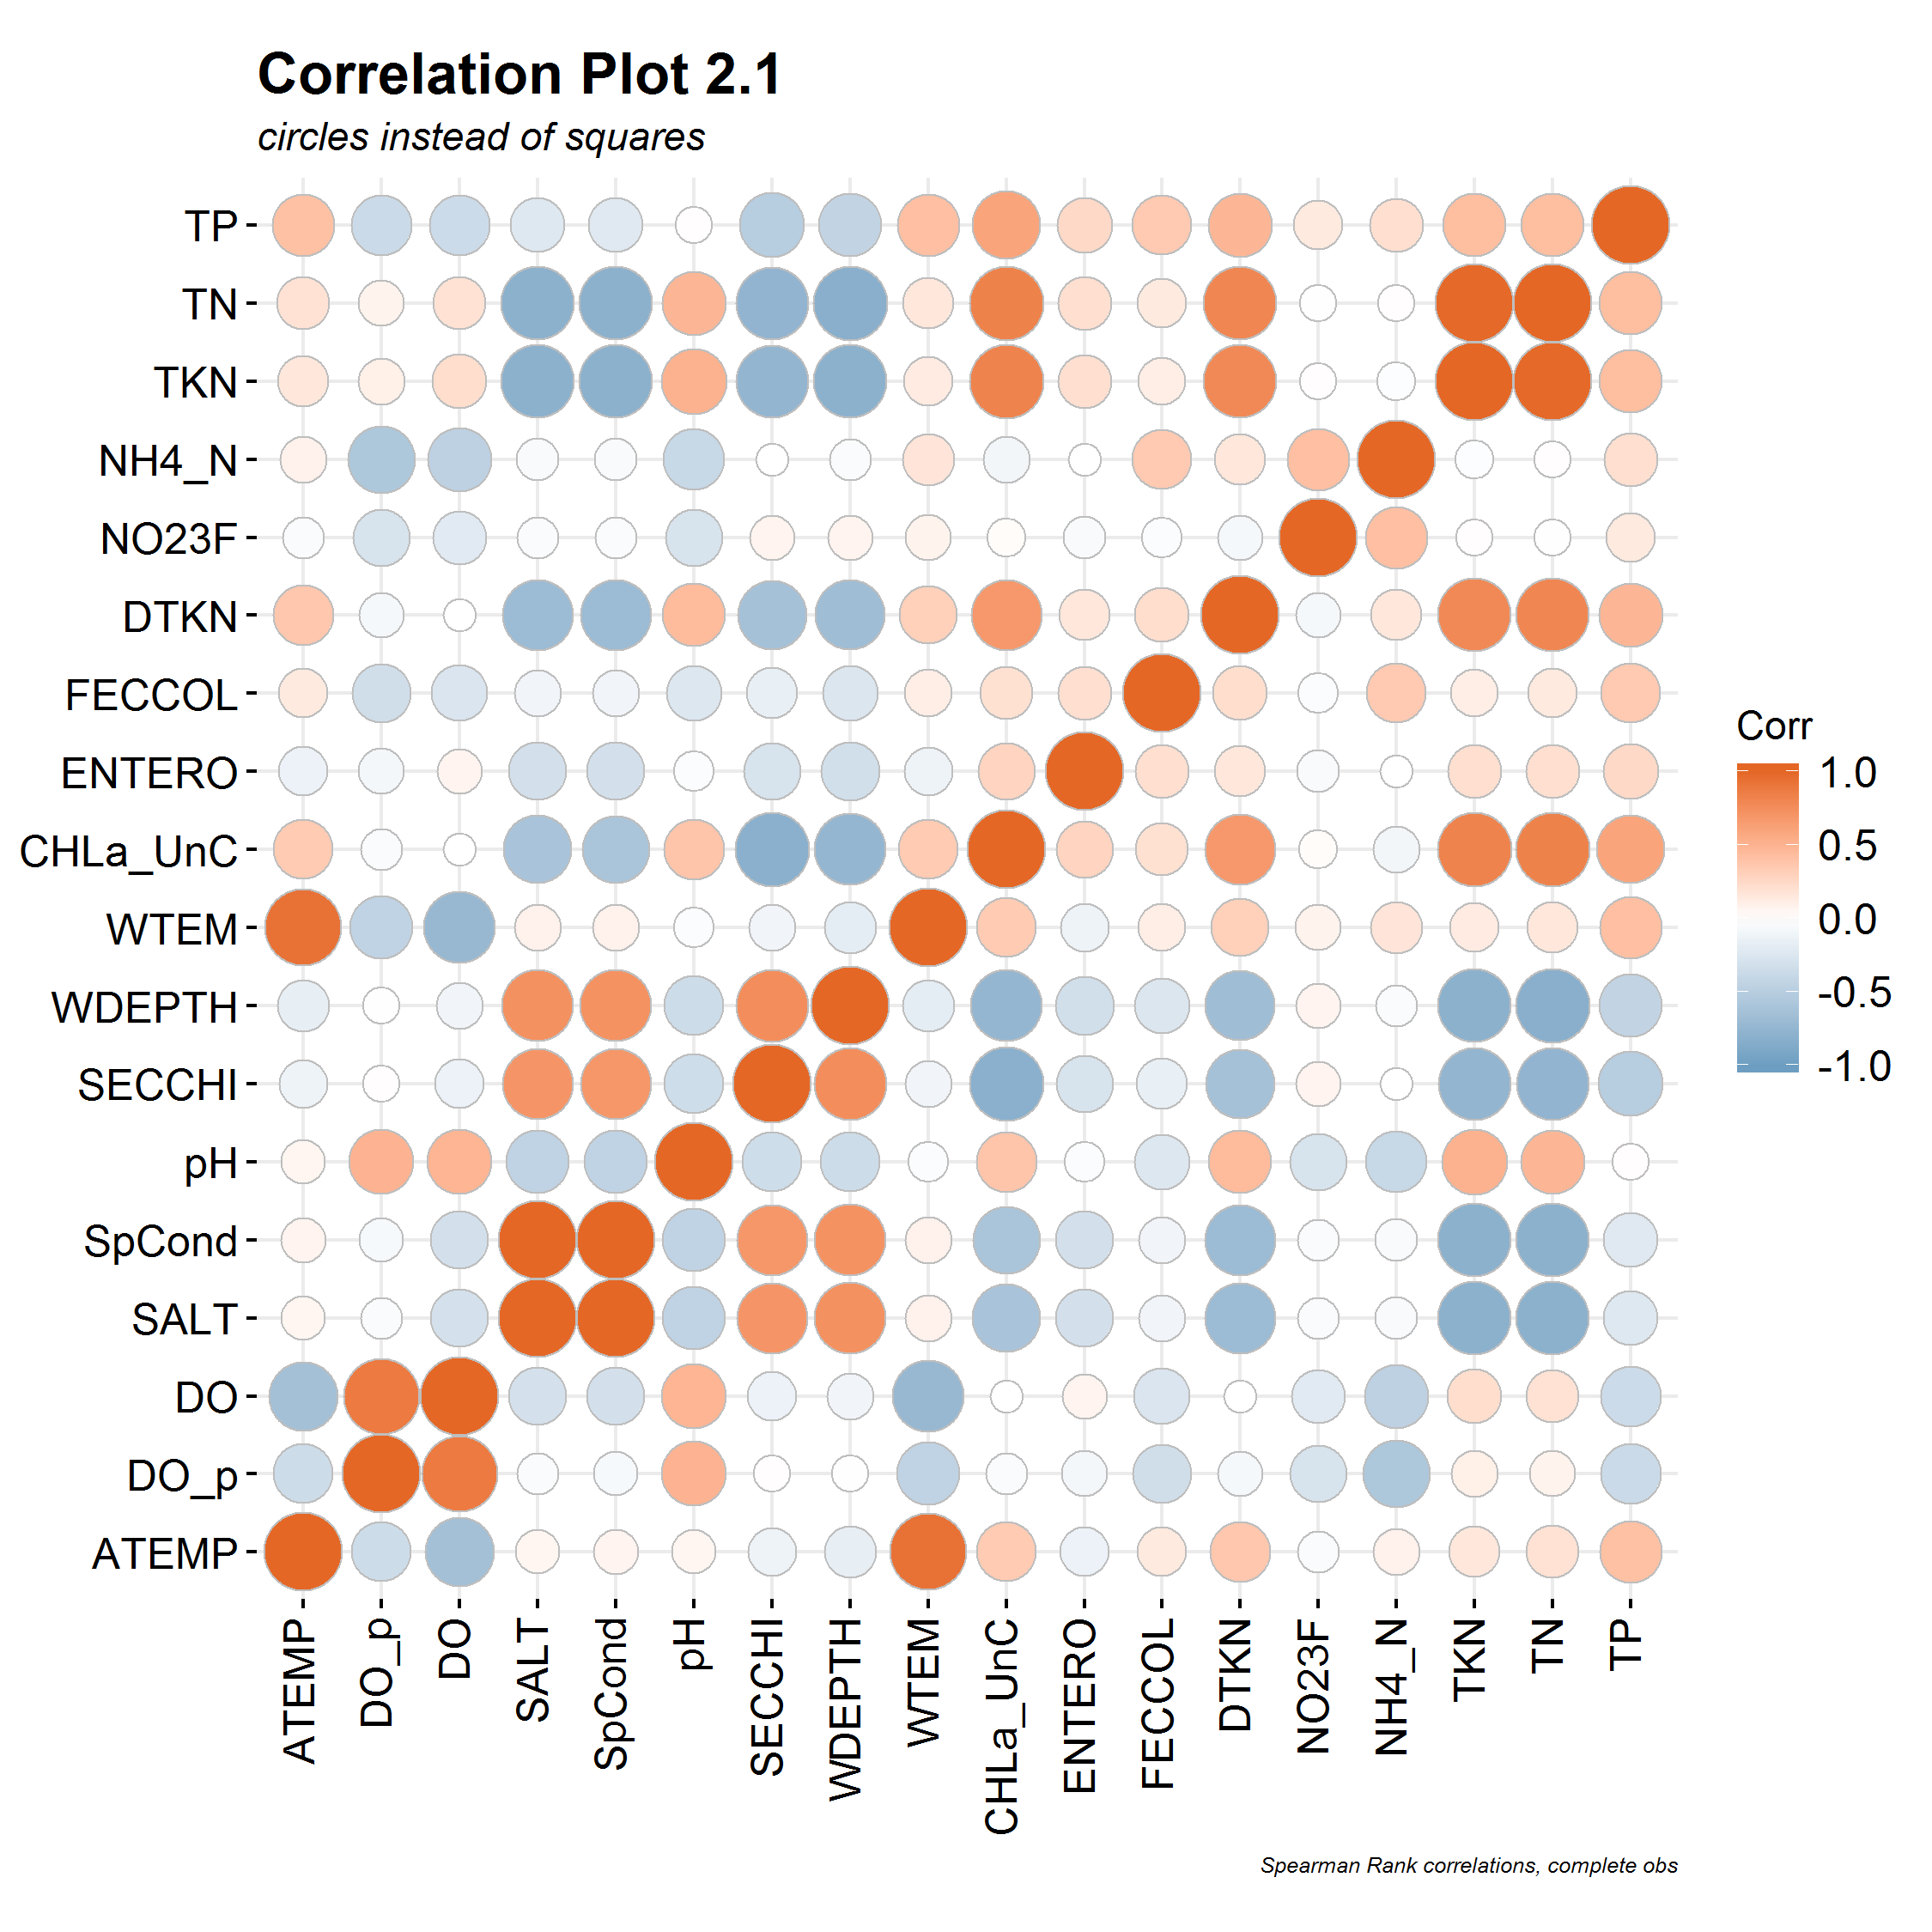 Correlation Plot 2.1
circles instead of squares
TP
TN
TKN
NH4_N
NO23F
DTKN
FECCOL
ENTERO
CHLa_UnC
WTEM
WDEPTH
SECCHI
pH
SpCond
SALT
DO
DO_p
ATEMP
ATEMP
DO_p
DO
SALT
SpCond
pH
SECCHI
WDEPTH
WTEM
CHLa_UnC
ENTERO
FECCOL
DTKN
NO23F
NH4_N
TKN
TN
TP
Corr
1.0
0.5
0.0
-0.5
-1.0
Spearman Rank correlations, complete obs